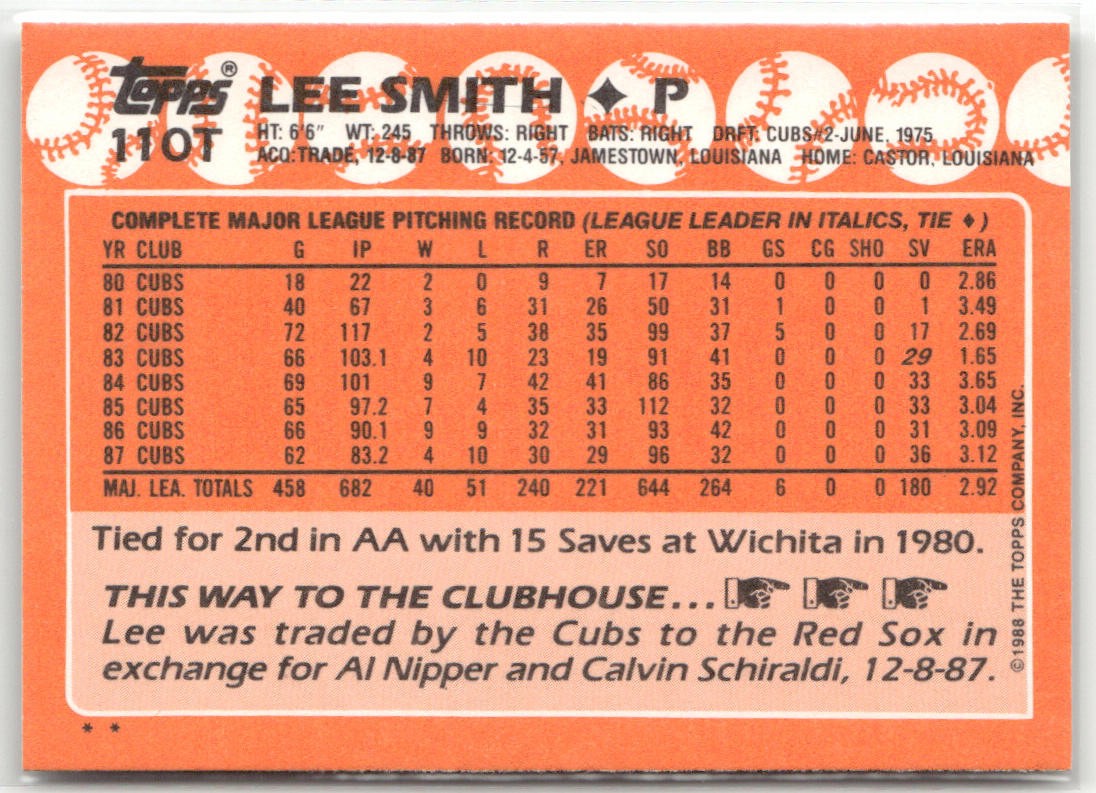 topps® LEE SMITH ✦ P
110T HT: 6'6" WT: 245 THROWS: RIGHT BATS: RIGHT DRFT: CUBS#2-JUNE, 1975
ACQ: TRADE, 12-8-87 BORN: 12-4-57, JAMESTOWN, LOUISIANA HOME: CASTOR, LOUISIANA
COMPLETE MAJOR LEAGUE PITCHING RECORD (LEAGUE LEADER IN ITALICS, TIE ♦)
YR CLUB G IP W L R ER SO BB GS CG SHO SV ERA
80 CUBS 18 22 2 0 9 7 17 14 0 0 0 0 2.86
81 CUBS 40 67 3 6 31 26 50 31 1 0 0 1 3.49
82 CUBS 72 117 2 5 38 35 99 37 5 0 0 17 2.69
83 CUBS 66 103.1 4 10 23 19 91 41 0 0 0 29 1.65
84 CUBS 69 101 9 7 42 41 86 35 0 0 0 33 3.65
85 CUBS 65 97.2 7 4 35 33 112 32 0 0 0 33 3.04
86 CUBS 66 90.1 9 9 32 31 93 42 0 0 0 31 3.09
87 CUBS 62 83.2 4 10 30 29 96 32 0 0 0 36 3.12
MAJ. LEA. TOTALS 458 682 40 51 240 221 644 264 6 0 0 180 2.92
Tied for 2nd in AA with 15 Saves at Wichita in 1980.
THIS WAY TO THE CLUBHOUSE...
Lee was traded by the Cubs to the Red Sox in
exchange for Al Nipper and Calvin Schiraldi, 12-8-87.
©1988 THE TOPPS COMPANY, INC.
* *